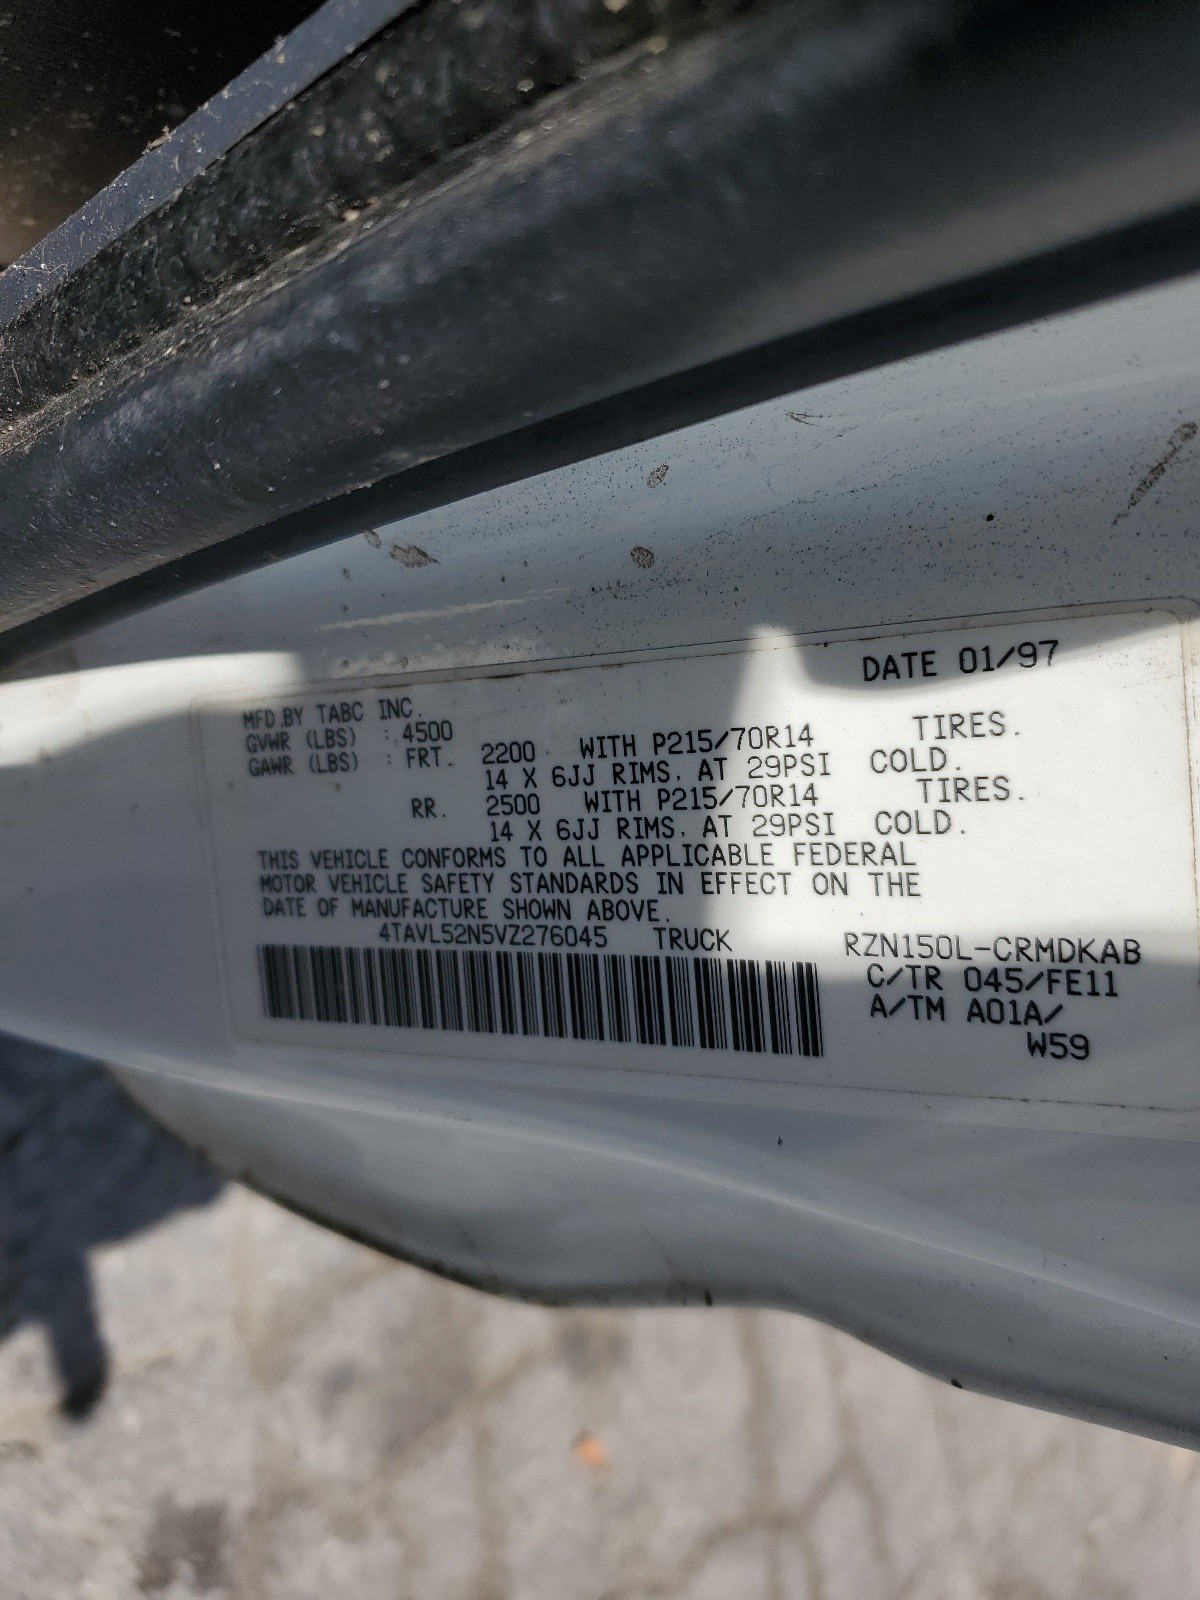 DATE 01/97
MFD.BY TABC INC.
GVWR (LBS) : 4500
GAWR (LBS) : FRT. 2200 WITH P215/70R14 TIRES.
14 X 6JJ RIMS. AT 29PSI COLD.
RR. 2500 WITH P215/70R14 TIRES.
14 X 6JJ RIMS. AT 29PSI COLD.
THIS VEHICLE CONFORMS TO ALL APPLICABLE FEDERAL
MOTOR VEHICLE SAFETY STANDARDS IN EFFECT ON THE
DATE OF MANUFACTURE SHOWN ABOVE.
4TAVL52N5VZ276045 TRUCK RZN150L-CRMDKAB
C/TR 045/FE11
A/TM A01A/
W59